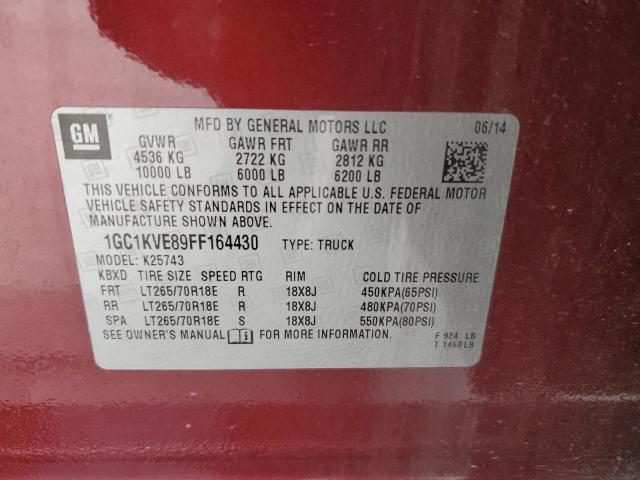 GM
MFD BY GENERAL MOTORS LLC 06/14
GVWR GAWR FRT GAWR RR
4536 KG 2722 KG 2812 KG
10000 LB 6000 LB 6200 LB
THIS VEHICLE CONFORMS TO ALL APPLICABLE U.S. FEDERAL MOTOR
VEHICLE SAFETY STANDARDS IN EFFECT ON THE DATE OF
MANUFACTURE SHOWN ABOVE.
1GC1KVE89FF164430 TYPE: TRUCK
MODEL: K25743
KBXD TIRE SIZE SPEED RTG RIM COLD TIRE PRESSURE
FRT LT265/70R18E R 18X8J 450KPA(65PSI)
RR LT265/70R18E R 18X8J 480KPA(70PSI)
SPA LT265/70R18E S 18X8J 550KPA(80PSI)
SEE OWNER'S MANUAL i FOR MORE INFORMATION.
F 924 LB
T 1460 LB